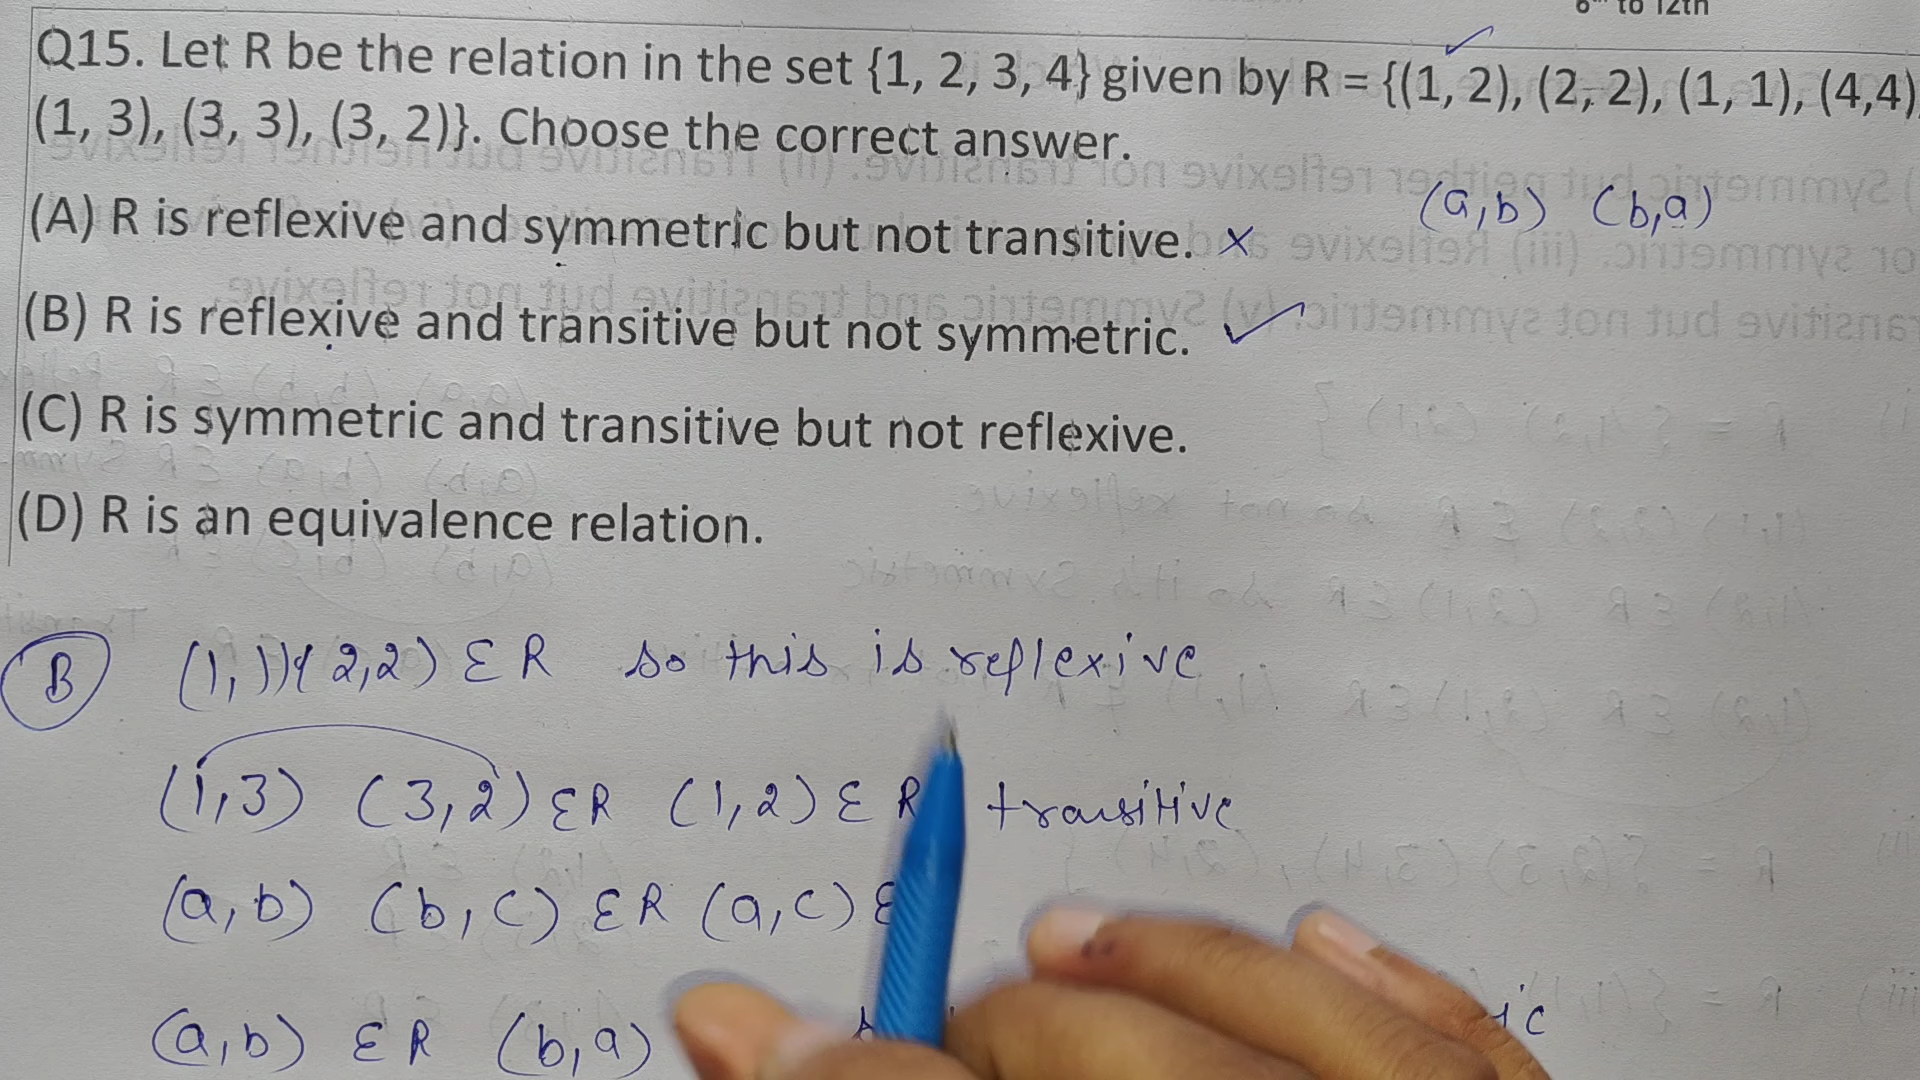 to 12th
Q15. Let R be the relation in the set {1, 2, 3, 4} given by R = {(1, 2), (2, 2), (1, 1), (4,4),
(1, 3), (3, 3), (3, 2)}. Choose the correct answer.
(a,b) (b,a)
(A) R is reflexive and symmetric but not transitive. ×
(B) R is reflexive and transitive but not symmetric. ✓
(C) R is symmetric and transitive but not reflexive.
(D) R is an equivalence relation.
B (1,1) (2,2) ∈ R so this is reflexive
(1,3) (3,2) ∈ R (1,2) ∈ R transitive
(a,b) (b,c) ∈ R (a,c) ∈
(a,b) ∈ R (b,a) ic